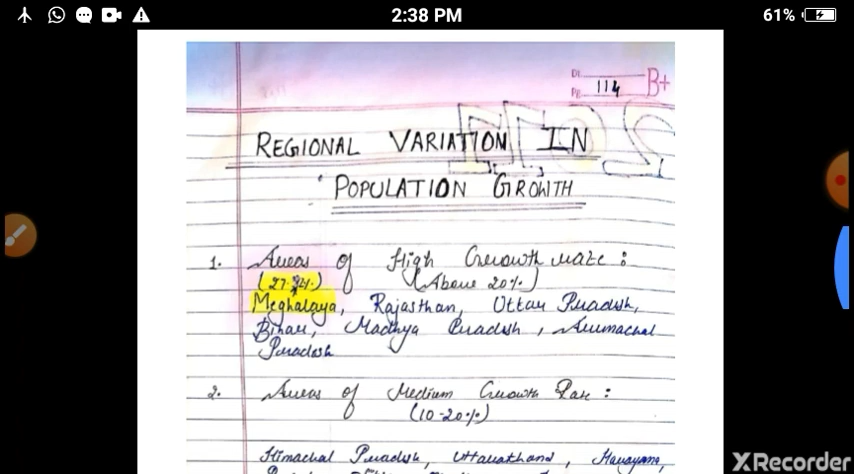 2:38 PM
61%
Dt.
Pg. 114 B+
REGIONAL VARIATION IN
POPULATION GROWTH
1. Areas of High Growth rate :
(Above 20%)
Meghalaya, Rajasthan, Uttar Pradesh,
Bihar, Madhya Pradesh, Arunachal
Pradesh
2. Areas of Medium Growth Rate :
(10-20%)
Himachal Pradesh, Uttarakhand, Haryana,
XRecorder